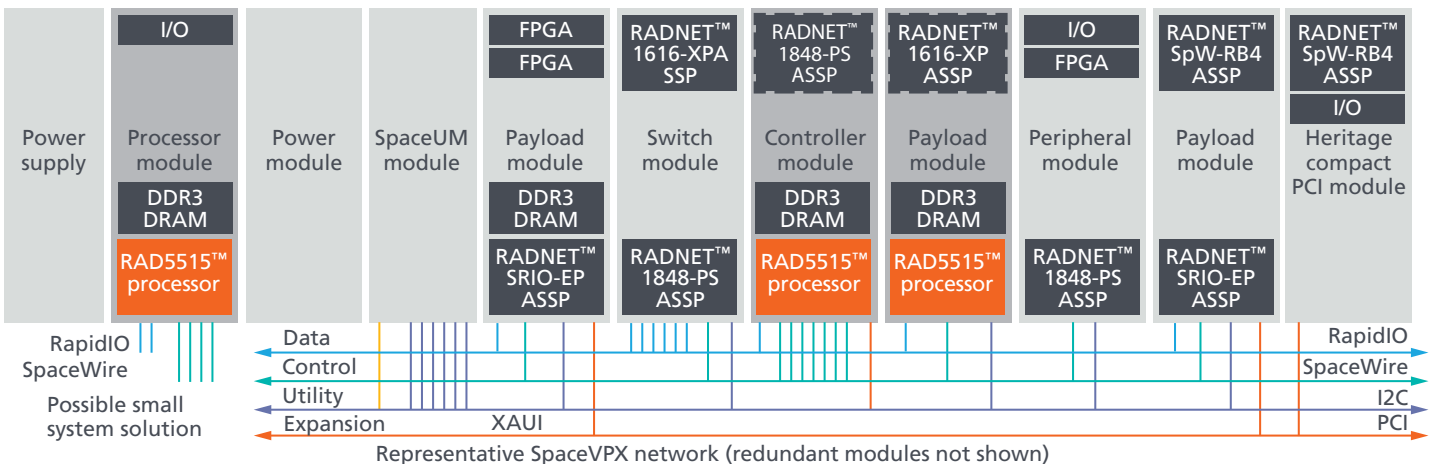 Power
supply
I/O
Processor
module
DDR3
DRAM
RAD5515™
processor
Power
module
SpaceUM
module
FPGA
FPGA
Payload
module
DDR3
DRAM
RADNET™
SRIO-EP
ASSP
RADNET™
1616-XPA
SSP
Switch
module
RADNET™
1848-PS
ASSP
RADNET™
1848-PS
ASSP
Controller
module
DDR3
DRAM
RAD5515™
processor
RADNET™
1616-XP
ASSP
Payload
module
DDR3
DRAM
RAD5515™
processor
I/O
FPGA
Peripheral
module
RADNET™
1848-PS
ASSP
RADNET™
SpW-RB4
ASSP
Payload
module
RADNET™
SRIO-EP
ASSP
RADNET™
SpW-RB4
ASSP
I/O
Heritage
compact
PCI module
RapidIO
SpaceWire
Possible small
system solution
Data
RapidIO
Control
SpaceWire
Utility
I2C
Expansion
XAUI
PCI
Representative SpaceVPX network (redundant modules not shown)